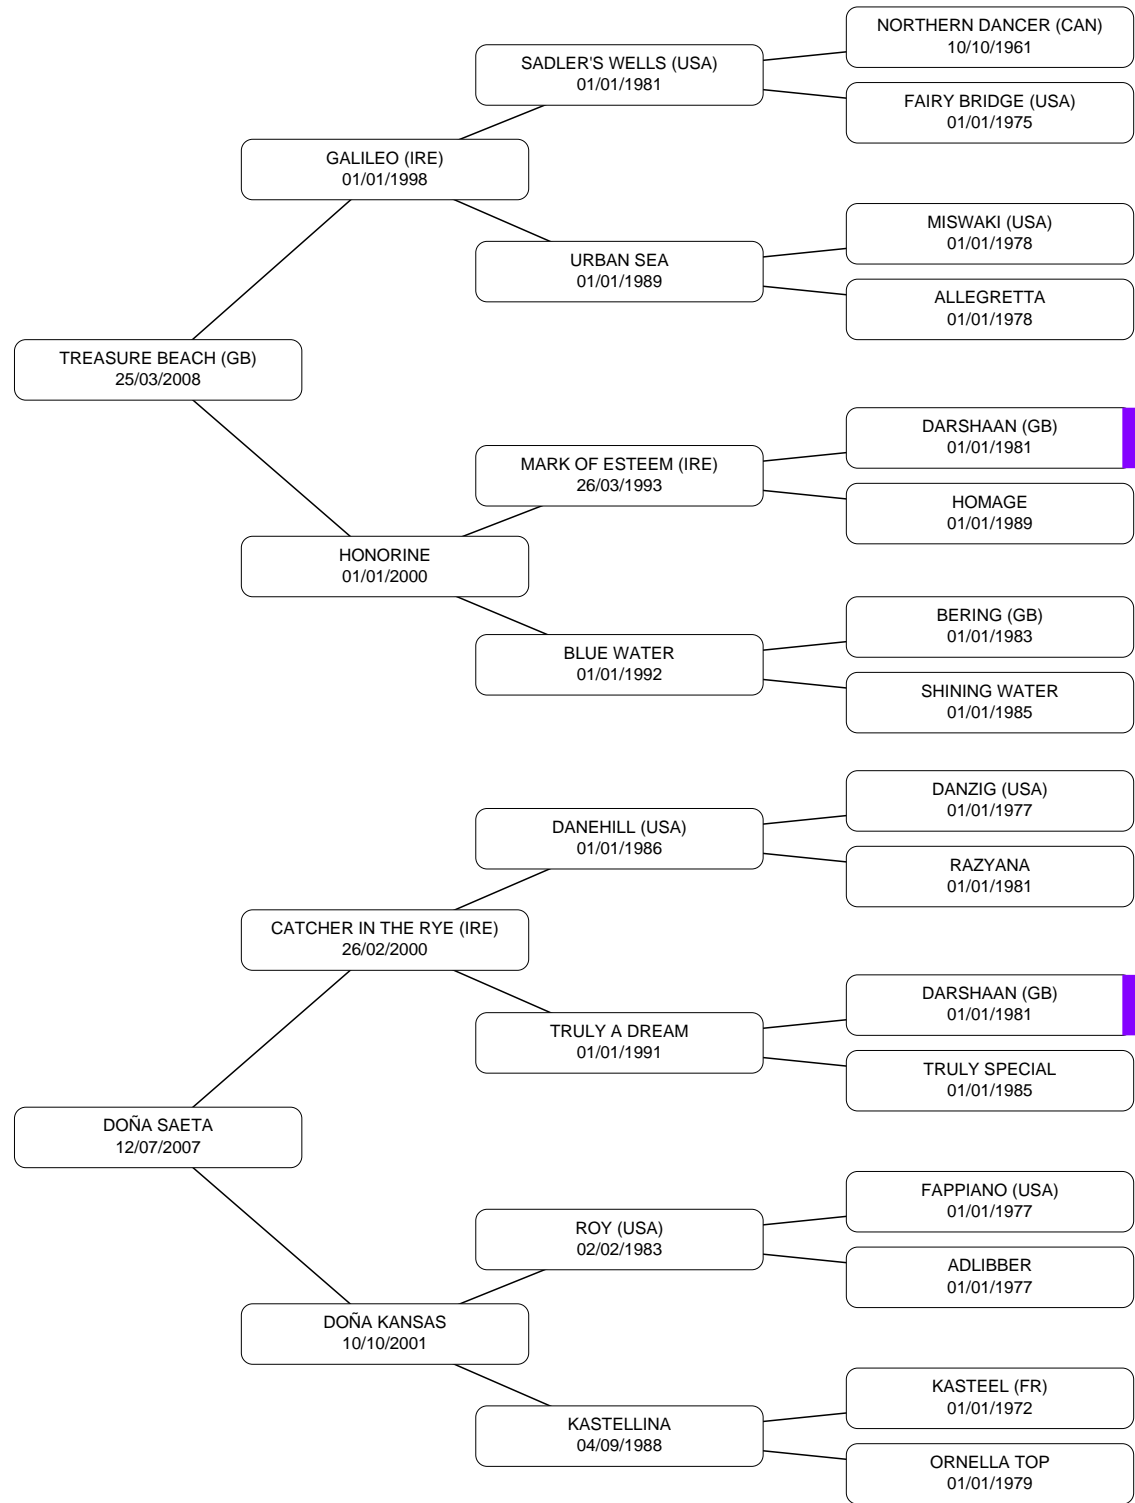 NORTHERN DANCER (CAN)
10/10/1961
SADLER'S WELLS (USA)
01/01/1981
FAIRY BRIDGE (USA)
01/01/1975
GALILEO (IRE)
01/01/1998
MISWAKI (USA)
01/01/1978
URBAN SEA
01/01/1989
ALLEGRETTA
01/01/1978
TREASURE BEACH (GB)
25/03/2008
DARSHAAN (GB)
01/01/1981
MARK OF ESTEEM (IRE)
26/03/1993
HOMAGE
01/01/1989
HONORINE
01/01/2000
BERING (GB)
01/01/1983
BLUE WATER
01/01/1992
SHINING WATER
01/01/1985
DANZIG (USA)
01/01/1977
DANEHILL (USA)
01/01/1986
RAZYANA
01/01/1981
CATCHER IN THE RYE (IRE)
26/02/2000
DARSHAAN (GB)
01/01/1981
TRULY A DREAM
01/01/1991
TRULY SPECIAL
01/01/1985
DOÑA SAETA
12/07/2007
FAPPIANO (USA)
01/01/1977
ROY (USA)
02/02/1983
ADLIBBER
01/01/1977
DOÑA KANSAS
10/10/2001
KASTEEL (FR)
01/01/1972
KASTELLINA
04/09/1988
ORNELLA TOP
01/01/1979